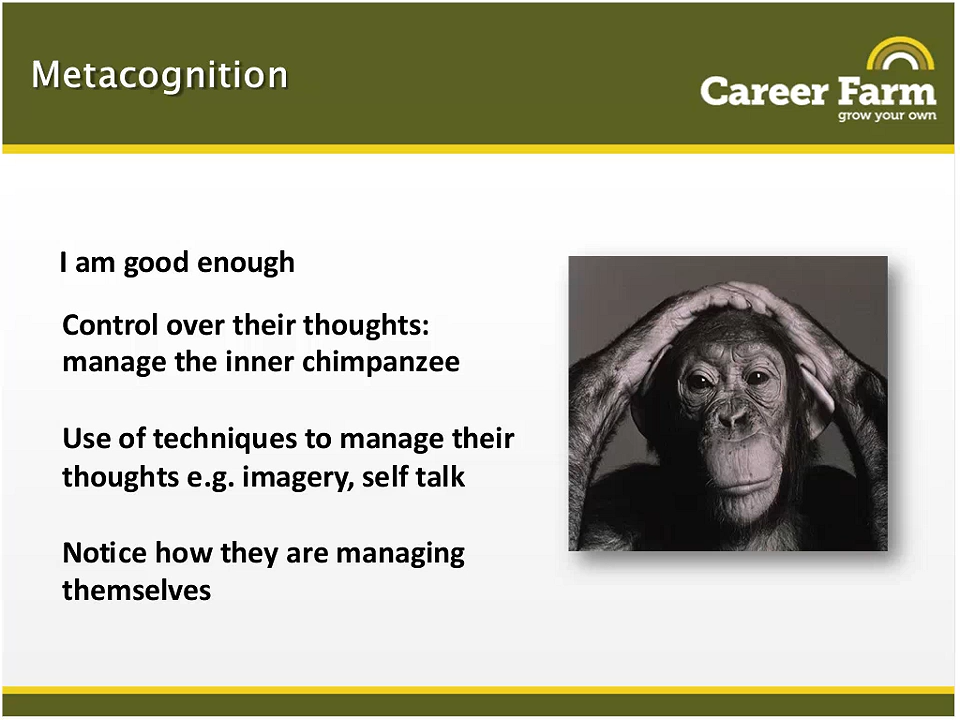 Metacognition
Career Farm
grow your own
I am good enough
Control over their thoughts:
manage the inner chimpanzee
Use of techniques to manage their
thoughts e.g. imagery, self talk
Notice how they are managing
themselves